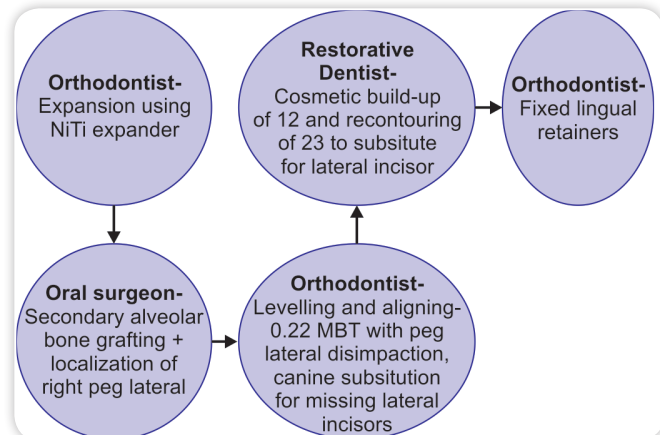 Orthodontist-
Expansion using
NiTi expander
Oral surgeon-
Secondary alveolar
bone grafting +
localization of
right peg lateral
Orthodontist-
Levelling and aligning-
0.22 MBT with peg
lateral disimpaction,
canine subsitution
for missing lateral
incisors
Restorative
Dentist-
Cosmetic build-up
of 12 and recontouring
of 23 to subsitute
for lateral incisor
Orthodontist-
Fixed lingual
retainers